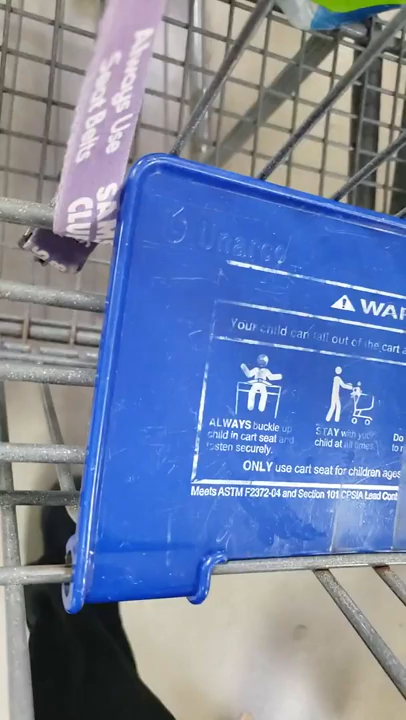 Always Use
Seat Belts
SAM
CLU
Unarco
WAR
Your child can fall out of the cart a
ALWAYS buckle up
child in cart seat and
fasten securely.
STAY with your
child at all times.
Do
to r
ONLY use cart seat for children ages
Meets ASTM F2372-04 and Section 101 CPSIA Lead Cont